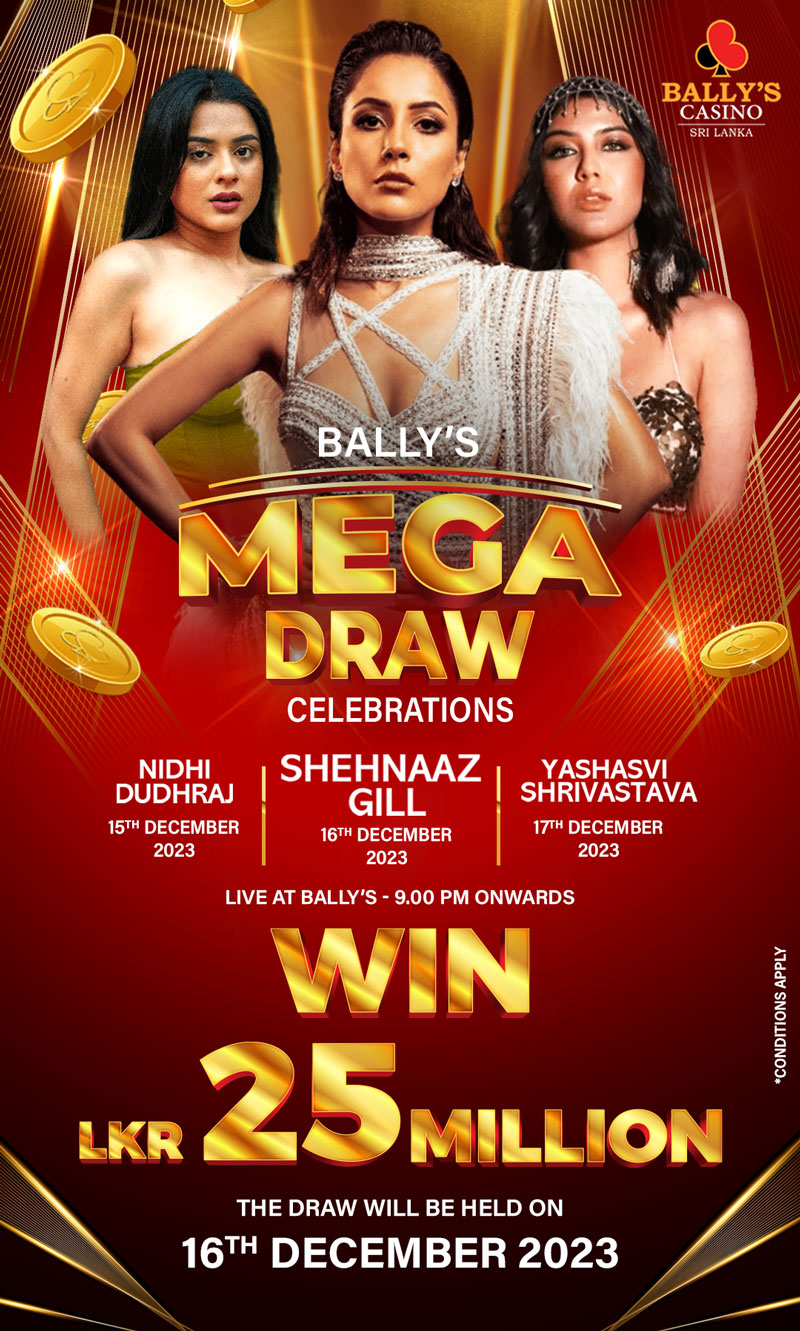 BALLY'S
CASINO
SRI LANKA
BALLY'S
MEGA
DRAW
CELEBRATIONS
NIDHI
DUDHRAJ
15TH DECEMBER
2023
SHEHNAAZ
GILL
16TH DECEMBER
2023
YASHASVI
SHRIVASTAVA
17TH DECEMBER
2023
LIVE AT BALLY'S - 9.00 PM ONWARDS
WIN
LKR 25 MILLION
*CONDITIONS APPLY
THE DRAW WILL BE HELD ON
16TH DECEMBER 2023